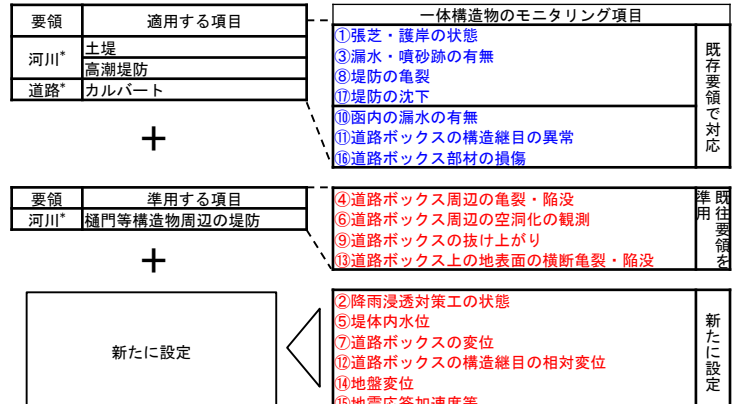 要領 適用する項目
河川* 土堤
高潮堤防
道路* カルバート
一体構造物のモニタリング項目
①張芝・護岸の状態
③漏水・噴砂跡の有無
⑧堤防の亀裂
⑰堤防の沈下
⑩函内の漏水の有無
⑪道路ボックスの構造継目の異常
⑯道路ボックス部材の損傷
既存要領で対応
+
要領 準用する項目
河川* 樋門等構造物周辺の堤防
④道路ボックス周辺の亀裂・陥没
⑥道路ボックス周辺の空洞化の観測
⑨道路ボックスの抜け上がり
⑬道路ボックス上の地表面の横断亀裂・陥没
既往要領を
準用
+
新たに設定
②降雨浸透対策工の状態
⑤堤体内水位
⑦道路ボックスの変位
⑫道路ボックスの構造継目の相対変位
⑭地盤変位
⑮地震応答加速度等
新たに設定